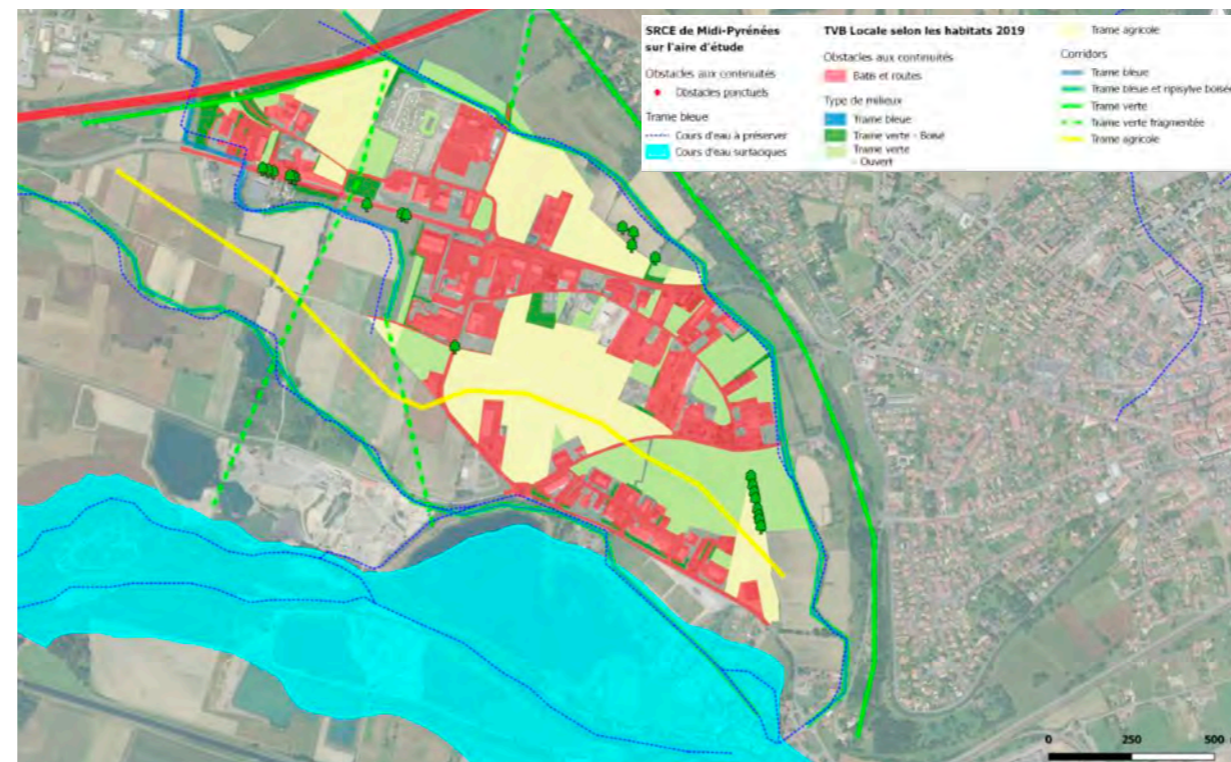 SRCE de Midi-Pyrénées
sur l'aire d'étude
Obstacles aux continuités
Obstacles ponctuels
Trame bleue
Cours d'eau à préserver
Cours d'eau surfaciques
TVB Locale selon les habitats 2019
Obstacles aux continuités
Batis et routes
Type de milieux
Trame bleue
Trame verte - Boisé
Trame verte
- Ouvert
Trame agricole
Corridors
Trame bleue
Trame bleue et ripisylve boisée
Trame verte
Trame verte fragmentée
Trame agricole
0 250 500